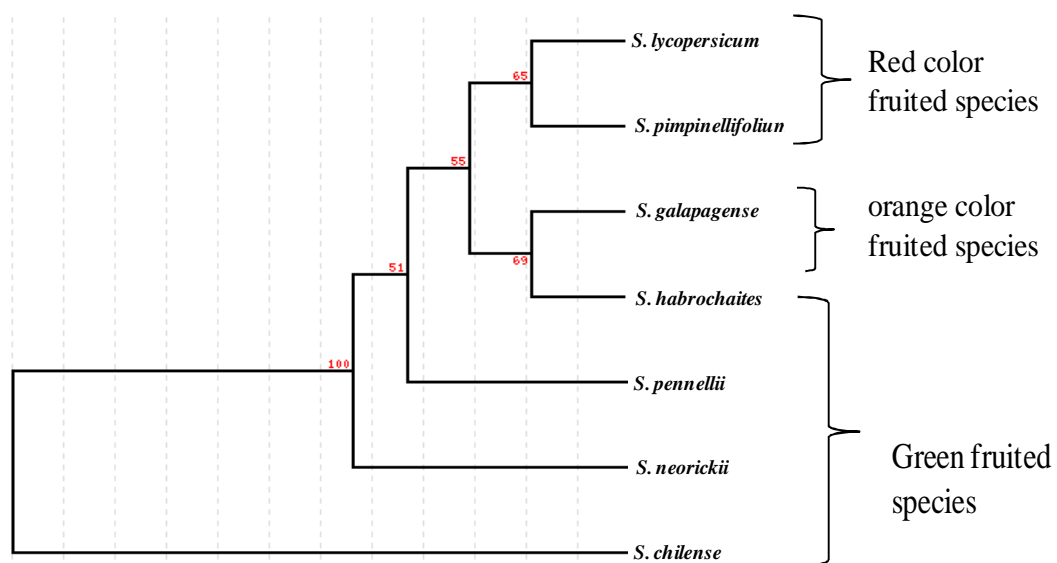 S. lycopersicum
Red color
fruited species
65
S. pimpinellifoliun
55
S. galapagense
orange color
fruited species
69
51
S. habrochaites
100
S. pennellii
Green fruited
species
S. neorickii
S. chilense